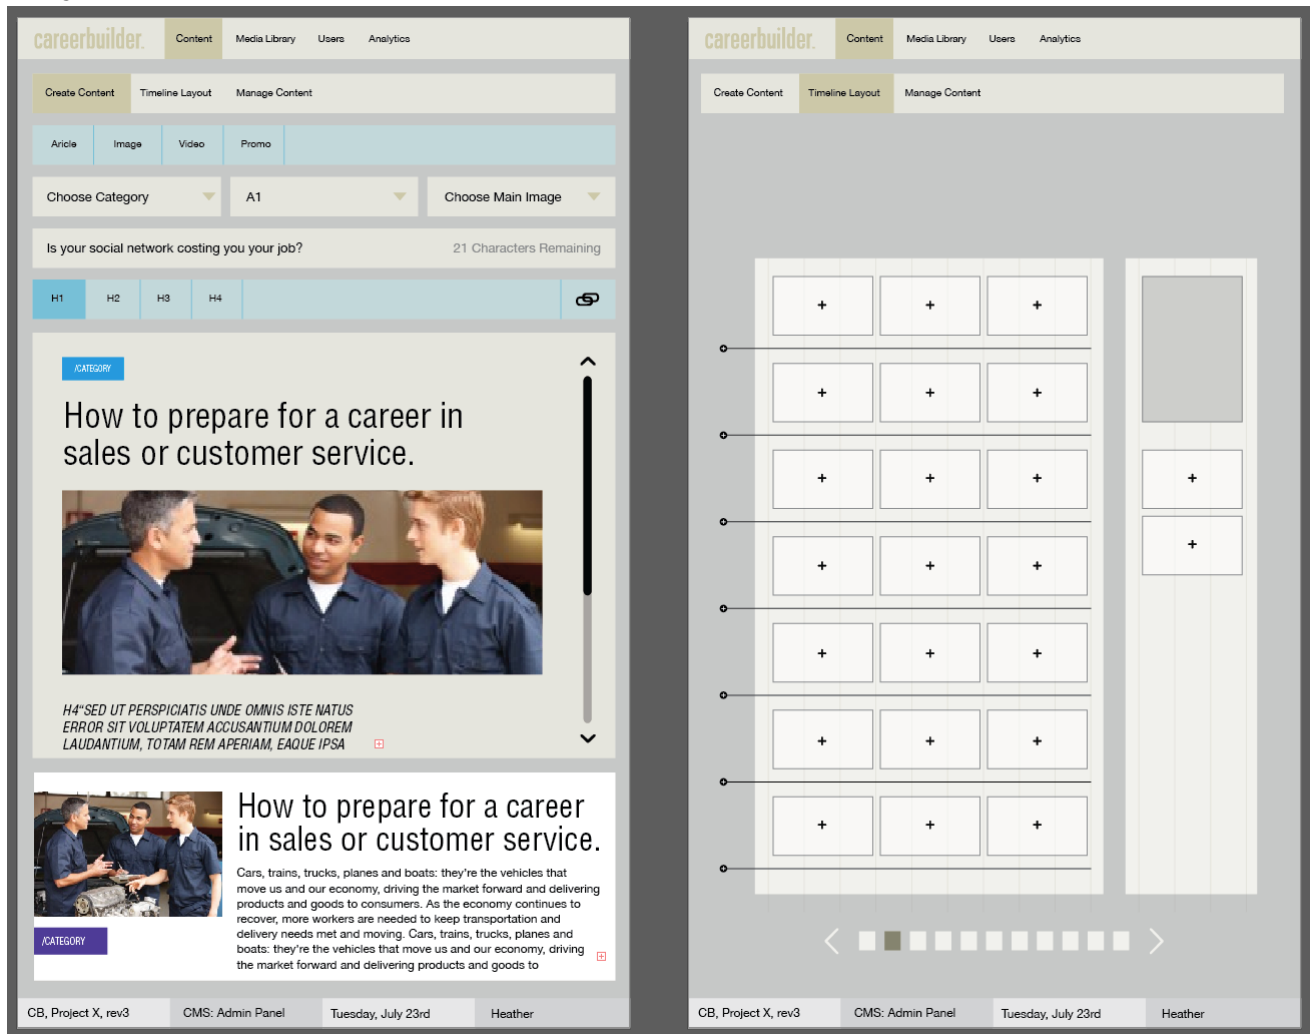 careerbuilder. Content Media Library Users Analytics
Create Content Timeline Layout Manage Content
Aricle Image Video Promo
Choose Category A1 Choose Main Image
Is your social network costing you your job? 21 Characters Remaining
H1 H2 H3 H4
/CATEGORY
How to prepare for a career in
sales or customer service.
H4“SED UT PERSPICIATIS UNDE OMNIS ISTE NATUS
ERROR SIT VOLUPTATEM ACCUSANTIUM DOLOREM
LAUDANTIUM, TOTAM REM APERIAM, EAQUE IPSA
How to prepare for a career
in sales or customer service.
Cars, trains, trucks, planes and boats: they're the vehicles that
move us and our economy, driving the market forward and delivering
products and goods to consumers. As the economy continues to
recover, more workers are needed to keep transportation and
delivery needs met and moving. Cars, trains, trucks, planes and
boats: they're the vehicles that move us and our economy, driving
the market forward and delivering products and goods to
/CATEGORY
CB, Project X, rev3 CMS: Admin Panel Tuesday, July 23rd Heather
careerbuilder. Content Media Library Users Analytics
Create Content Timeline Layout Manage Content
CB, Project X, rev3 CMS: Admin Panel Tuesday, July 23rd Heather